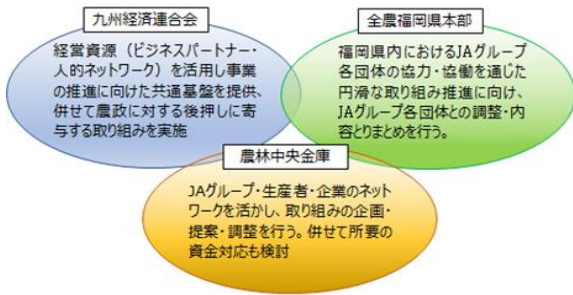 九州経済連合会
経営資源（ビジネスパートナー・
人的ネットワーク）を活用し事業
の推進に向けた共通基盤を提供、
併せて農政に対する後押しに寄
与する取り組みを実施
全農福岡県本部
福岡県内におけるJAグループ
各団体の協力・協働を通じた
円滑な取り組み推進に向け、
JAグループ各団体との調整・内
容とりまとめを行う。
農林中央金庫
JAグループ・生産者・企業のネット
ワークを活かし、取り組みの企画・
提案・調整を行う。併せて所要の
資金対応も検討